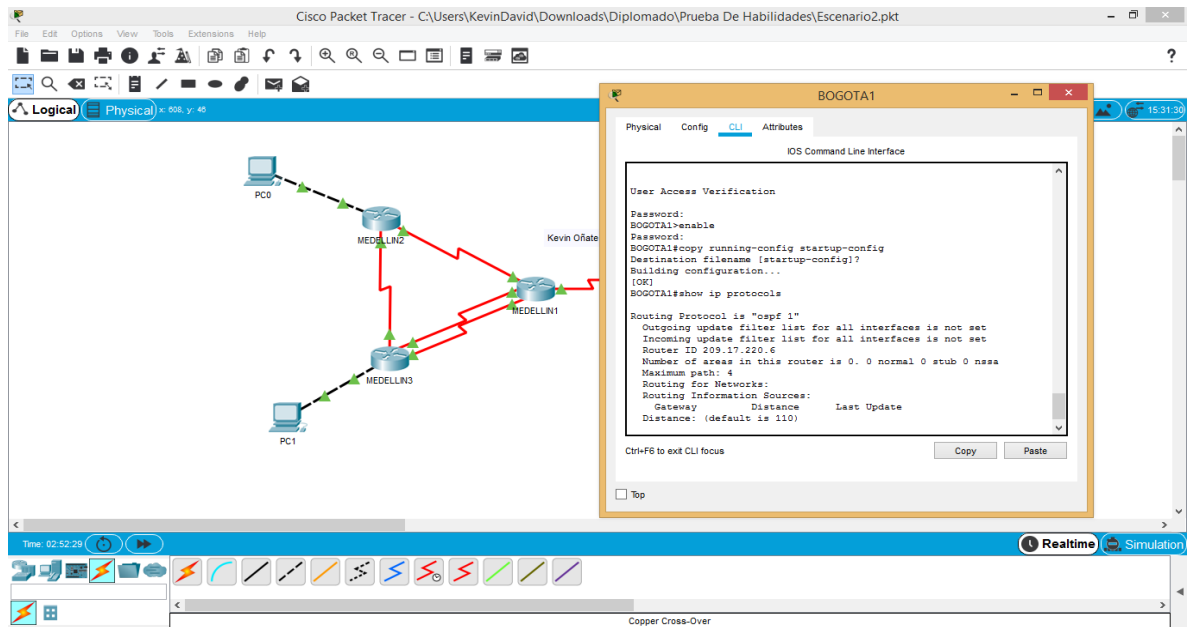 Cisco Packet Tracer - C:\Users\KevinDavid\Downloads\Diplomado\Prueba De Habilidades\Escenario2.pkt
File Edit Options View Tools Extensions Help
Logical
Physical
x: 608, y: 46
15:31:30
PC0
MEDELLIN2
Kevin Oñate
MEDELLIN1
MEDELLIN3
PC1
BOGOTA1
Physical Config CLI Attributes
IOS Command Line Interface
User Access Verification
Password:
BOGOTA1>enable
Password:
BOGOTA1#copy running-config startup-config
Destination filename [startup-config]?
Building configuration...
[OK]
BOGOTA1#show ip protocols
Routing Protocol is "ospf 1"
Outgoing update filter list for all interfaces is not set
Incoming update filter list for all interfaces is not set
Router ID 209.17.220.6
Number of areas in this router is 0. 0 normal 0 stub 0 nssa
Maximum path: 4
Routing for Networks:
Routing Information Sources:
Gateway Distance Last Update
Distance: (default is 110)
Ctrl+F6 to exit CLI focus
Copy
Paste
Top
Time: 02:52:29
Realtime
Simulation
Copper Cross-Over